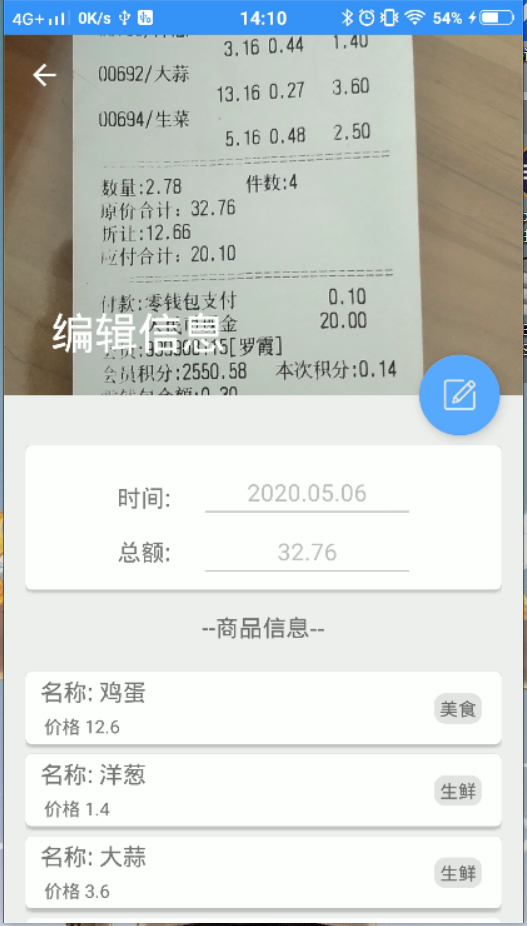 4G+ 0K/s 14:10 54%
3.16 0.44 1.40
00692/大蒜
13.16 0.27 3.60
00694/生菜
5.16 0.48 2.50
数量:2.78 件数:4
原价合计: 32.76
折让:12.66
应付合计: 20.10
付款:零钱包支付 0.10
金 20.00
编辑信息
[罗霞]
会员积分:2550.58 本次积分:0.14
时间: 2020.05.06
总额: 32.76
--商品信息--
名称: 鸡蛋
美食
价格 12.6
名称: 洋葱
生鲜
价格 1.4
名称: 大蒜
生鲜
价格 3.6